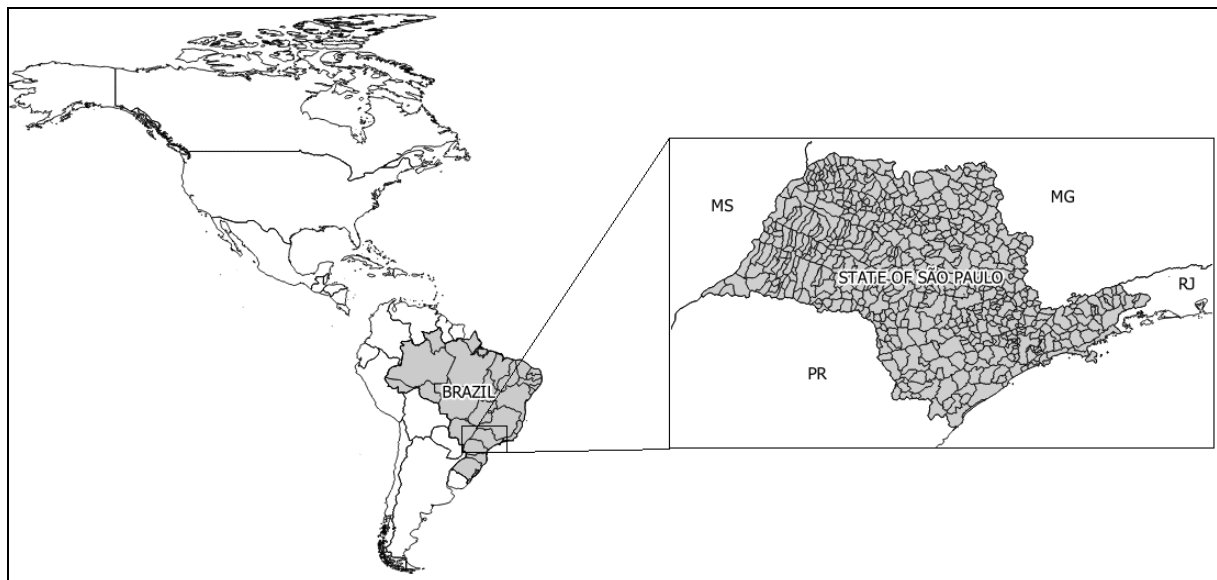 MS
MG
STATE OF SÃO PAULO
RJ
PR
BRAZIL